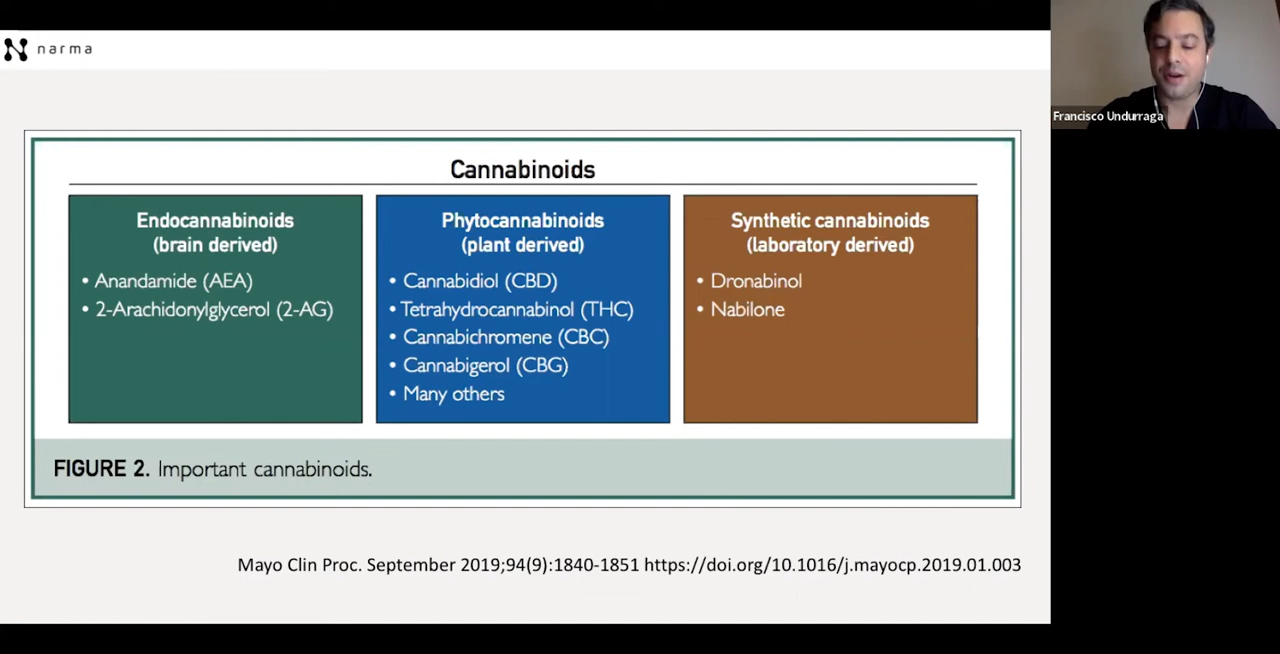 narma
Francisco Undurraga
Cannabinoids
Endocannabinoids
(brain derived)
• Anandamide (AEA)
• 2-Arachidonylglycerol (2-AG)
Phytocannabinoids
(plant derived)
• Cannabidiol (CBD)
• Tetrahydrocannabinol (THC)
• Cannabichromene (CBC)
• Cannabigerol (CBG)
• Many others
Synthetic cannabinoids
(laboratory derived)
• Dronabinol
• Nabilone
FIGURE 2. Important cannabinoids.
Mayo Clin Proc. September 2019;94(9):1840-1851 https://doi.org/10.1016/j.mayocp.2019.01.003